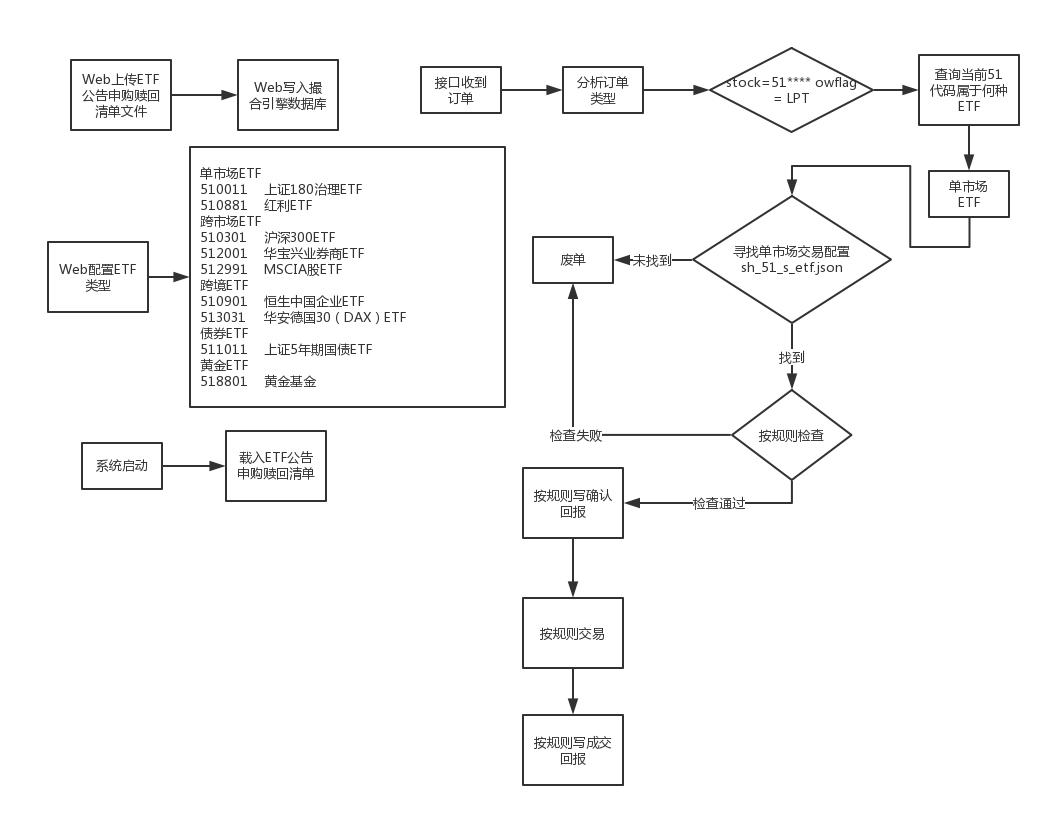 Web上传ETF
公告申购赎回
清单文件
Web写入撮
合引擎数据库
接口收到
订单
分析订单
类型
stock=51**** owflag
= LPT
查询当前51
代码属于何种
ETF
单市场
ETF
寻找单市场交易配置
sh_51_s_etf.json
未找到
废单
找到
按规则检查
检查失败
检查通过
按规则写确认
回报
按规则交易
按规则写成交
回报
Web配置ETF
类型
单市场ETF
510011 上证180治理ETF
510881 红利ETF
跨市场ETF
510301 沪深300ETF
512001 华宝兴业券商ETF
512991 MSCIA股ETF
跨境ETF
510901 恒生中国企业ETF
513031 华安德国30（DAX）ETF
债券ETF
511011 上证5年期国债ETF
黄金ETF
518801 黄金基金
系统启动
载入ETF公告
申购赎回清单